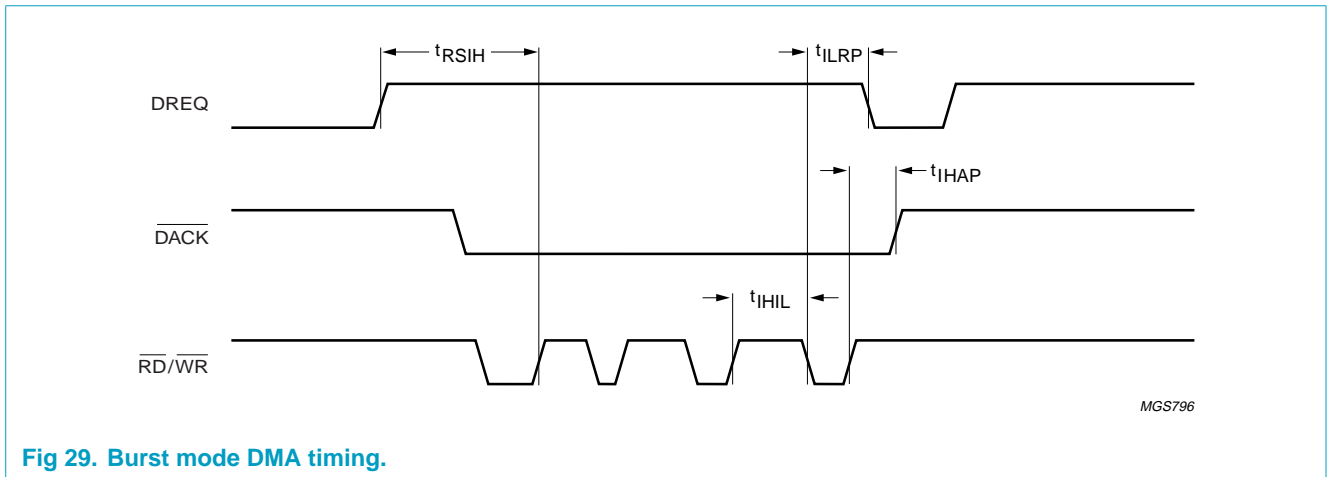 tRSIH
tILRP
DREQ
tIHAP
DACK
tIHIL
RD/WR
MGS796
Fig 29. Burst mode DMA timing.